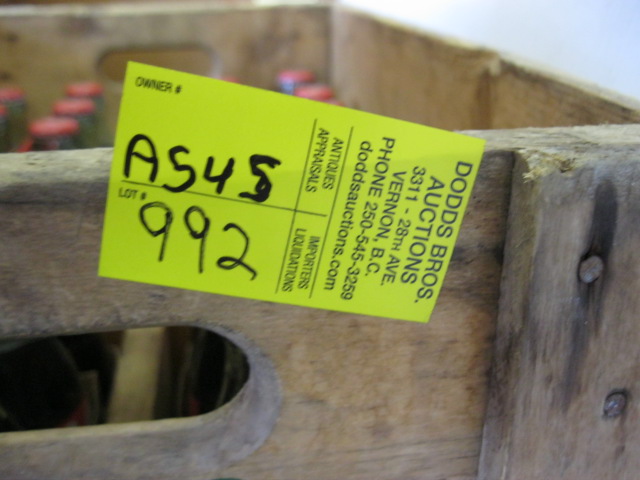 OWNER #
A545
LOT #
992
ANTIQUES
APPRAISALS
IMPORTERS
LIQUIDATIONS
DODDS BROS.
AUCTIONS
3311 - 28TH AVE.
VERNON, B.C.
PHONE 250-545-3259
doddsauctions.com